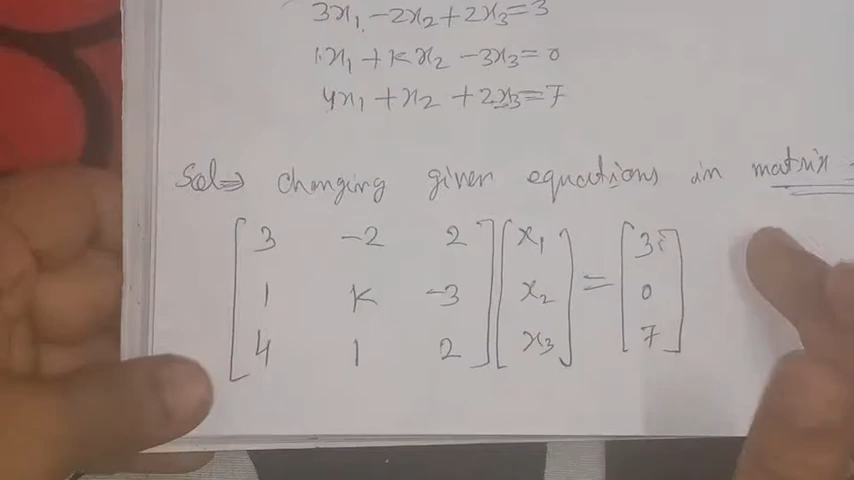 3x₁ - 2x₂ + 2x₃ = 3
1x₁ + Kx₂ - 3x₃ = 0
4x₁ + x₂ + 2x₃ = 7
Sol⇒ Changing given equations in matrix
[3 -2 2] [x₁] = [3]
[1 K -3] [x₂] = [0]
[4 1 2] [x₃] = [7]